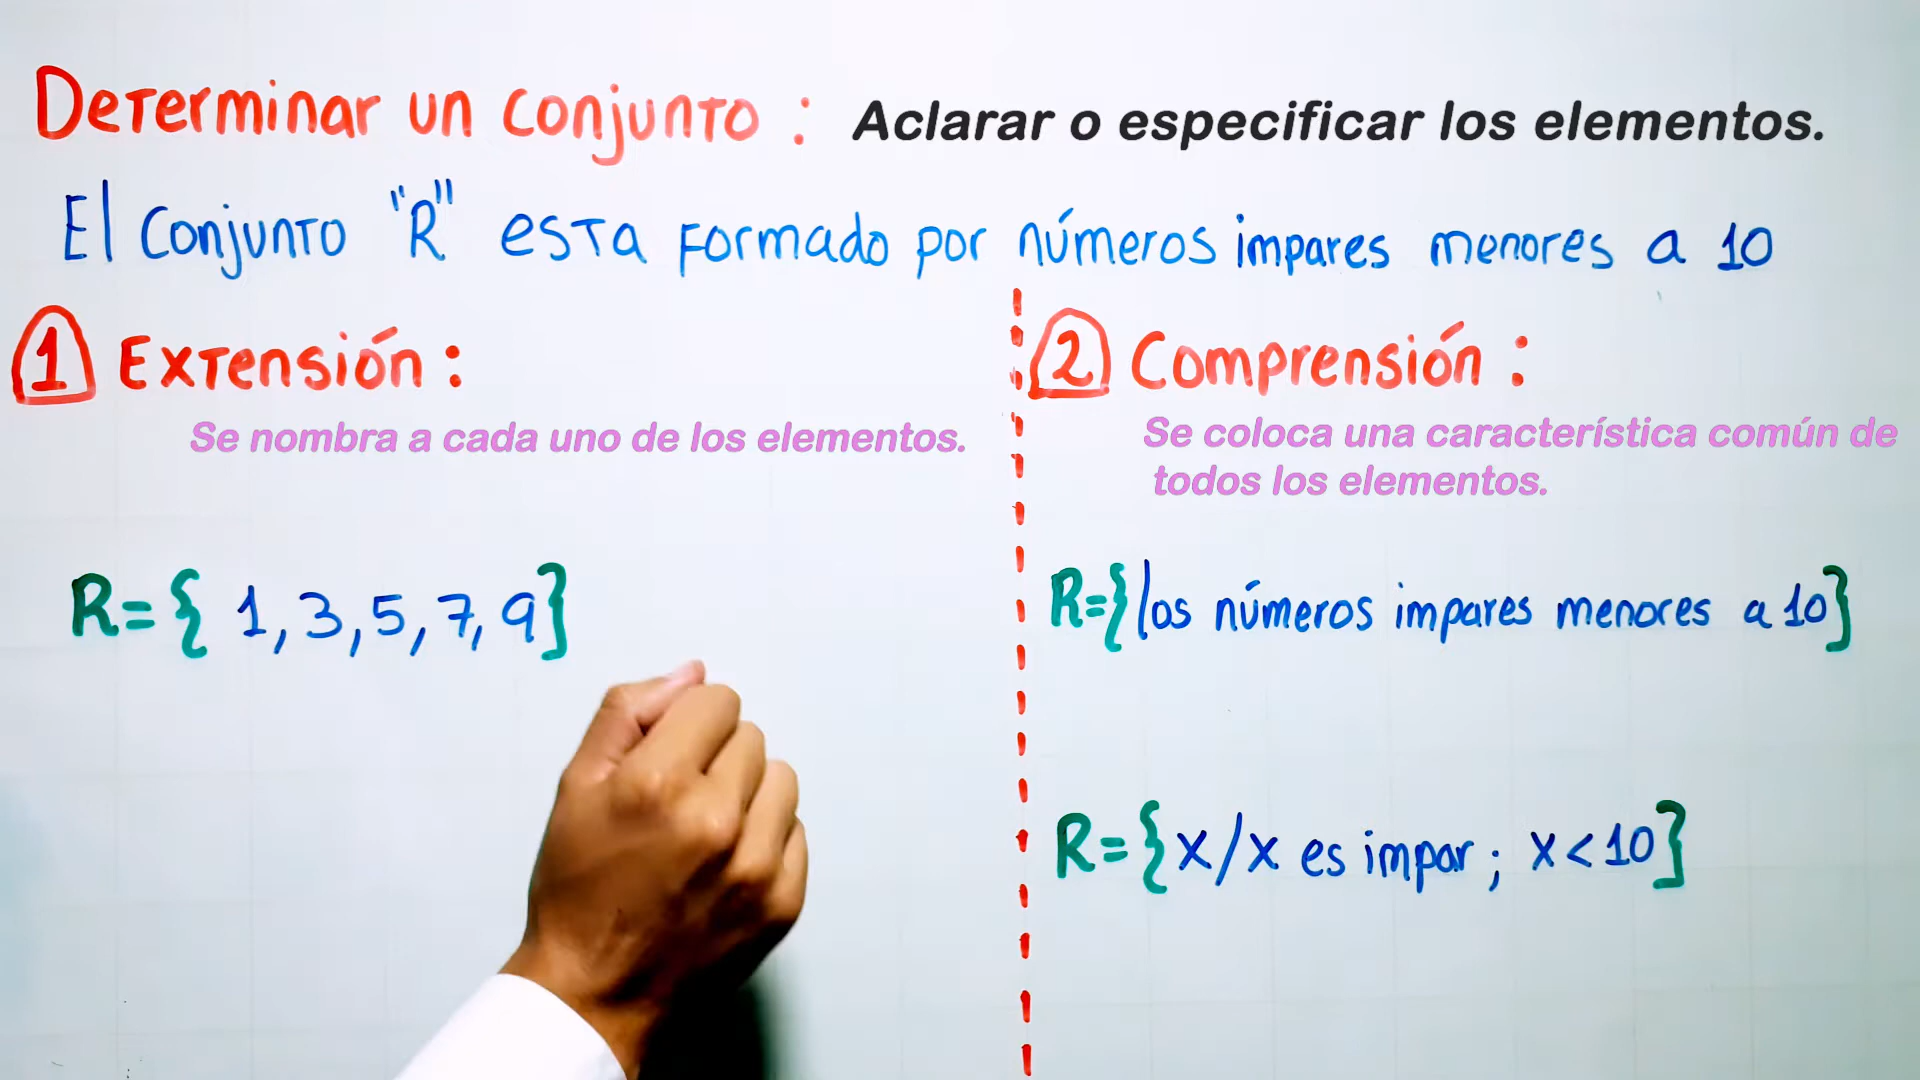 Determinar un conjunto : Aclarar o especificar los elementos.
El conjunto "R" esta formado por números impares menores a 10
1 Extensión :
Se nombra a cada uno de los elementos.
R={ 1, 3, 5, 7, 9}
2 Comprensión :
Se coloca una característica común de
todos los elementos.
R={los números impares menores a 10}
R={x/x es impar ; x<10}